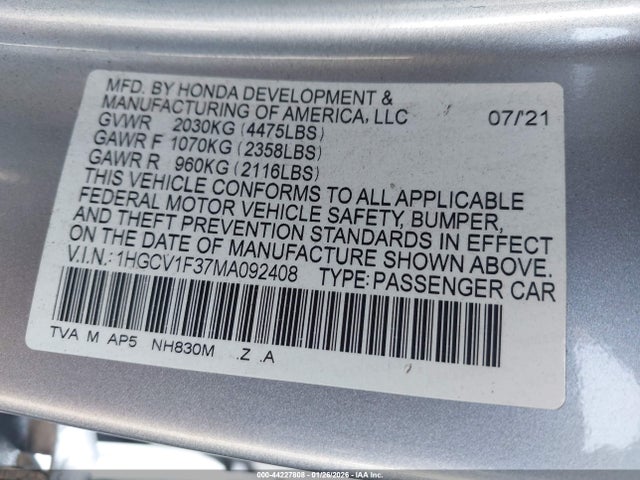 MFD. BY HONDA DEVELOPMENT &
MANUFACTURING OF AMERICA, LLC 07/'21
GVWR 2030KG (4475LBS)
GAWR F 1070KG (2358LBS)
GAWR R 960KG (2116LBS)
THIS VEHICLE CONFORMS TO ALL APPLICABLE
FEDERAL MOTOR VEHICLE SAFETY, BUMPER,
AND THEFT PREVENTION STANDARDS IN EFFECT
ON THE DATE OF MANUFACTURE SHOWN ABOVE.
V.I.N.: 1HGCV1F37MA092408 TYPE: PASSENGER CAR
TVA M AP5 NH830M .Z .A
000-44227808 - 01/26/2026 - IAA Inc.